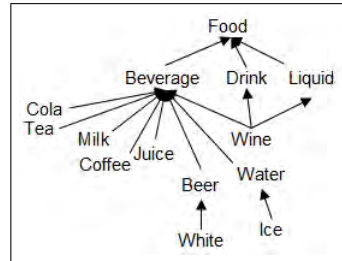 Food
Beverage Drink Liquid
Cola
Tea
Milk
Coffee
Juice
Wine
Beer
Water
White
Ice